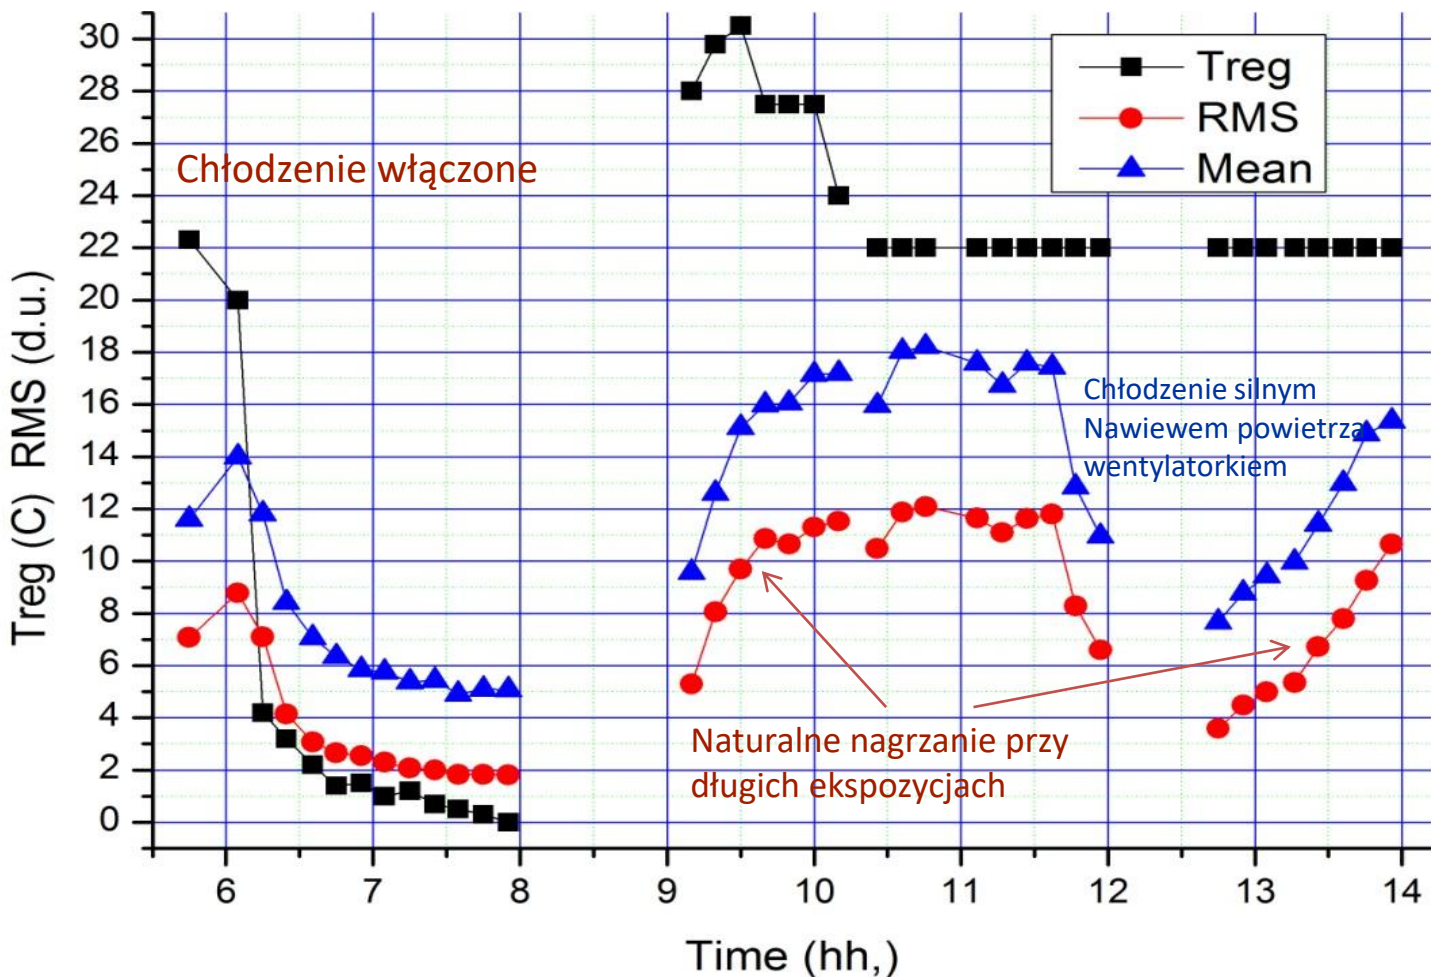 30
28
26
24
22
20
18
16
14
12
10
8
6
4
2
0
Treg (C) RMS (d.u.)
Treg
RMS
Mean
Chłodzenie włączone
Chłodzenie silnym
Nawiewem powietrza
wentylatorkiem
Naturalne nagrzanie przy
długich ekspozycjach
6 7 8 9 10 11 12 13 14
Time (hh,)